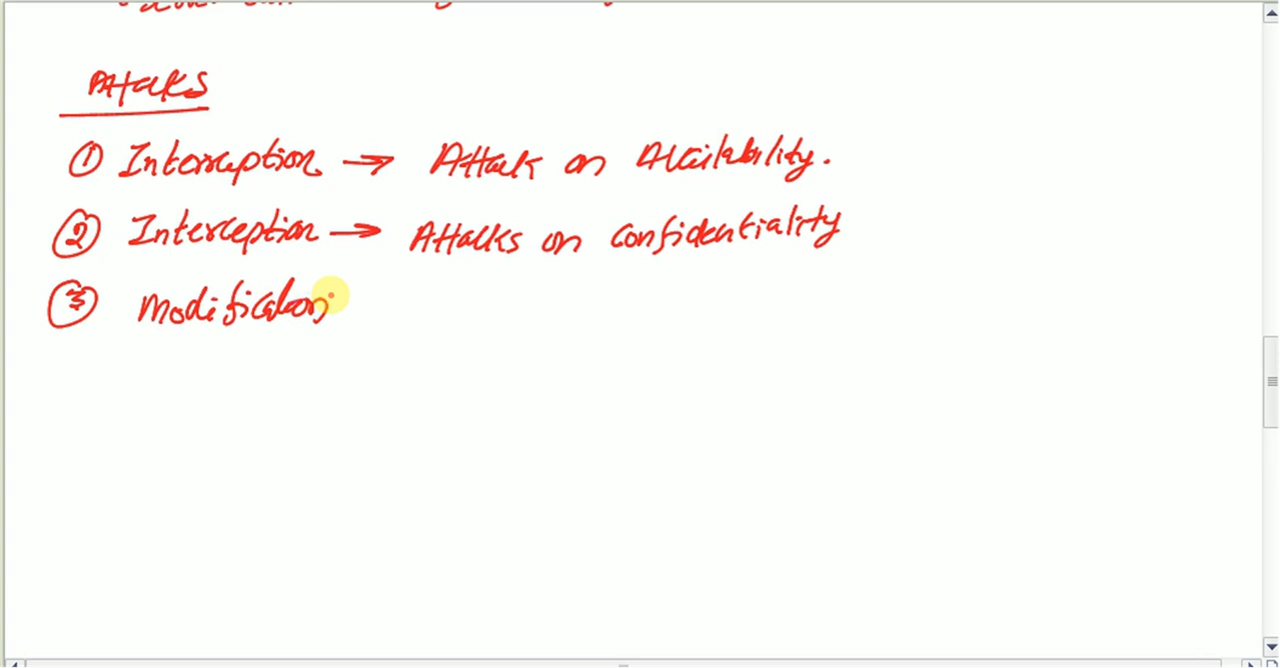 Attacks
① Interruption → Attack on Availability.
② Interception → Attacks on confidentiality
③ Modification